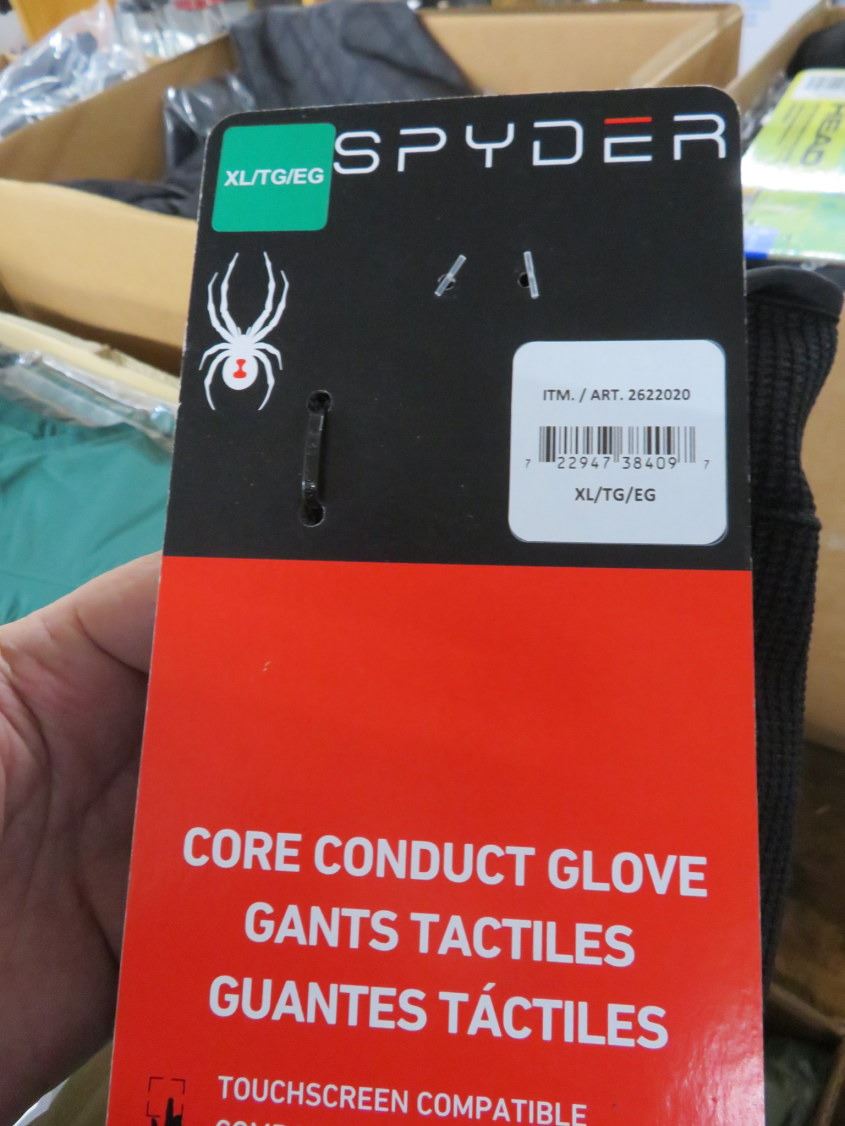 XL/TG/EG
SPYDER
HEAD
ITM. / ART. 2622020
7 22947 38409 7
XL/TG/EG
CORE CONDUCT GLOVE
GANTS TACTILES
GUANTES TÁCTILES
TOUCHSCREEN COMPATIBLE